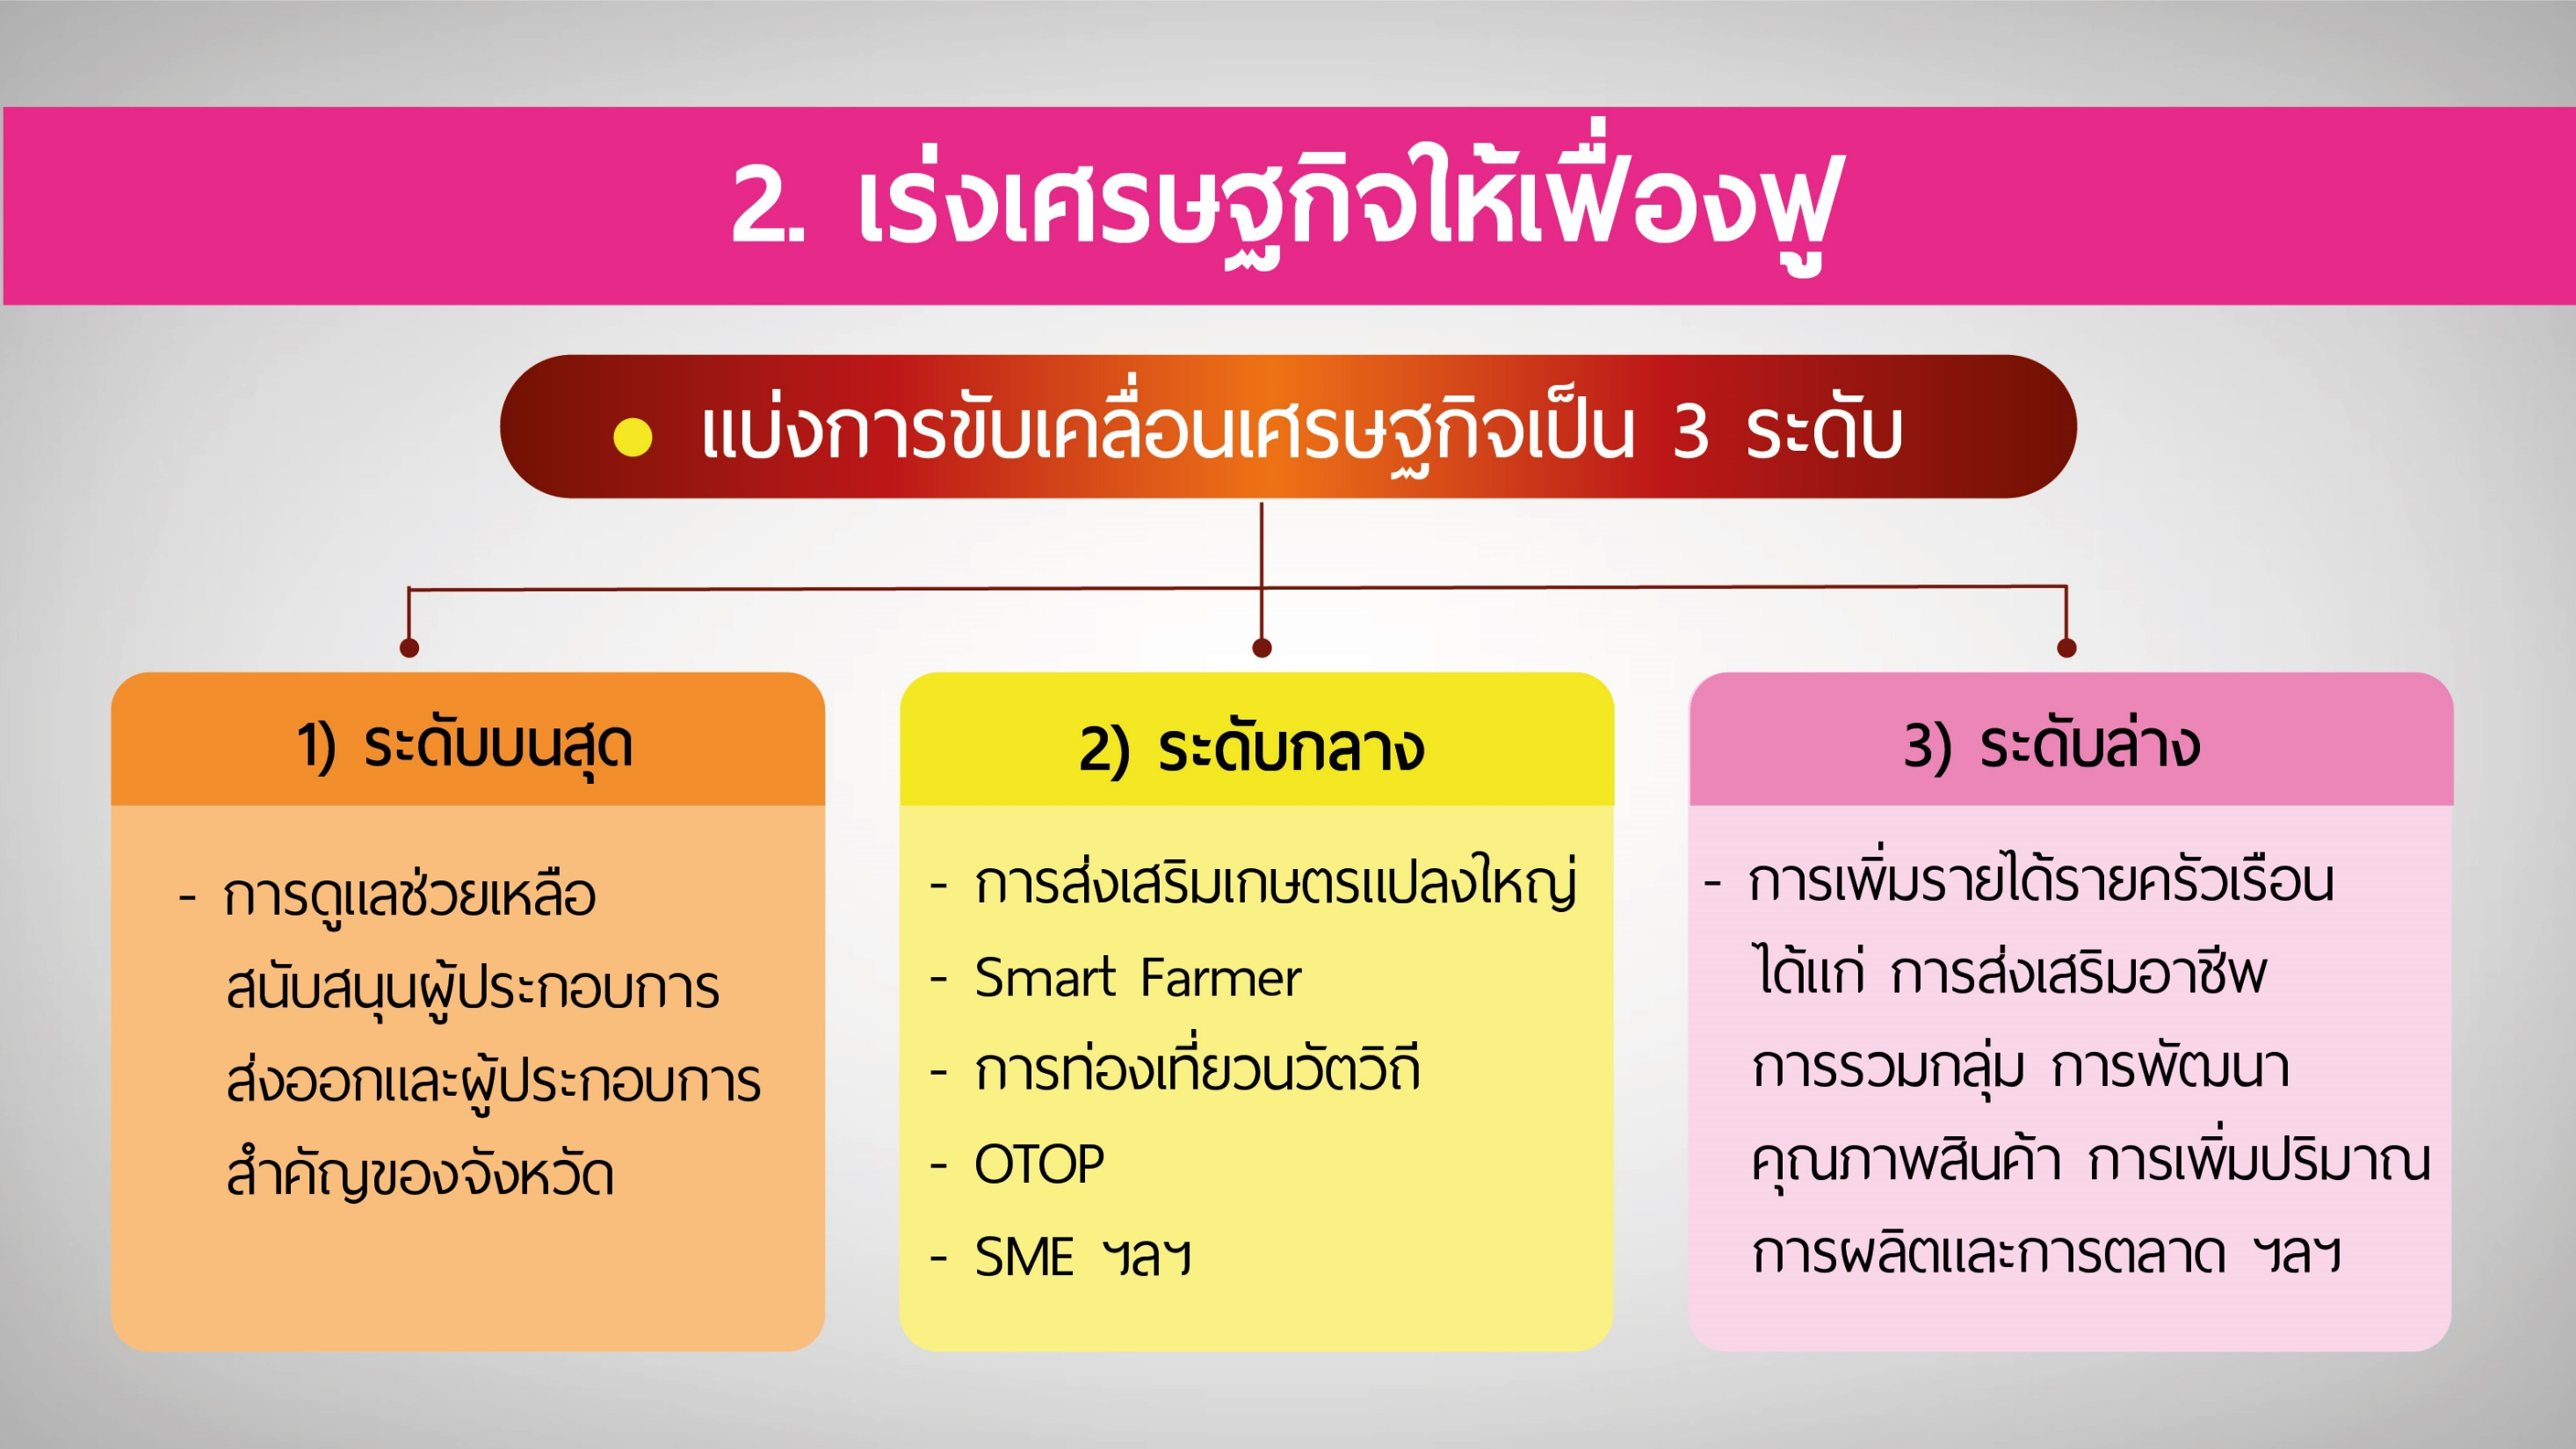 2. เร่งเศรษฐกิจให้เฟื่องฟู
แบ่งการขับเคลื่อนเศรษฐกิจเป็น 3 ระดับ
1) ระดับบนสุด
- การดูแลช่วยเหลือ
สนับสนุนผู้ประกอบการ
ส่งออกและผู้ประกอบการ
สำคัญของจังหวัด
2) ระดับกลาง
- การส่งเสริมเกษตรแปลงใหญ่
- Smart Farmer
- การท่องเที่ยวนวัตวิถี
- OTOP
- SME ฯลฯ
3) ระดับล่าง
- การเพิ่มรายได้รายครัวเรือน
ได้แก่ การส่งเสริมอาชีพ
การรวมกลุ่ม การพัฒนา
คุณภาพสินค้า การเพิ่มปริมาณ
การผลิตและการตลาด ฯลฯ